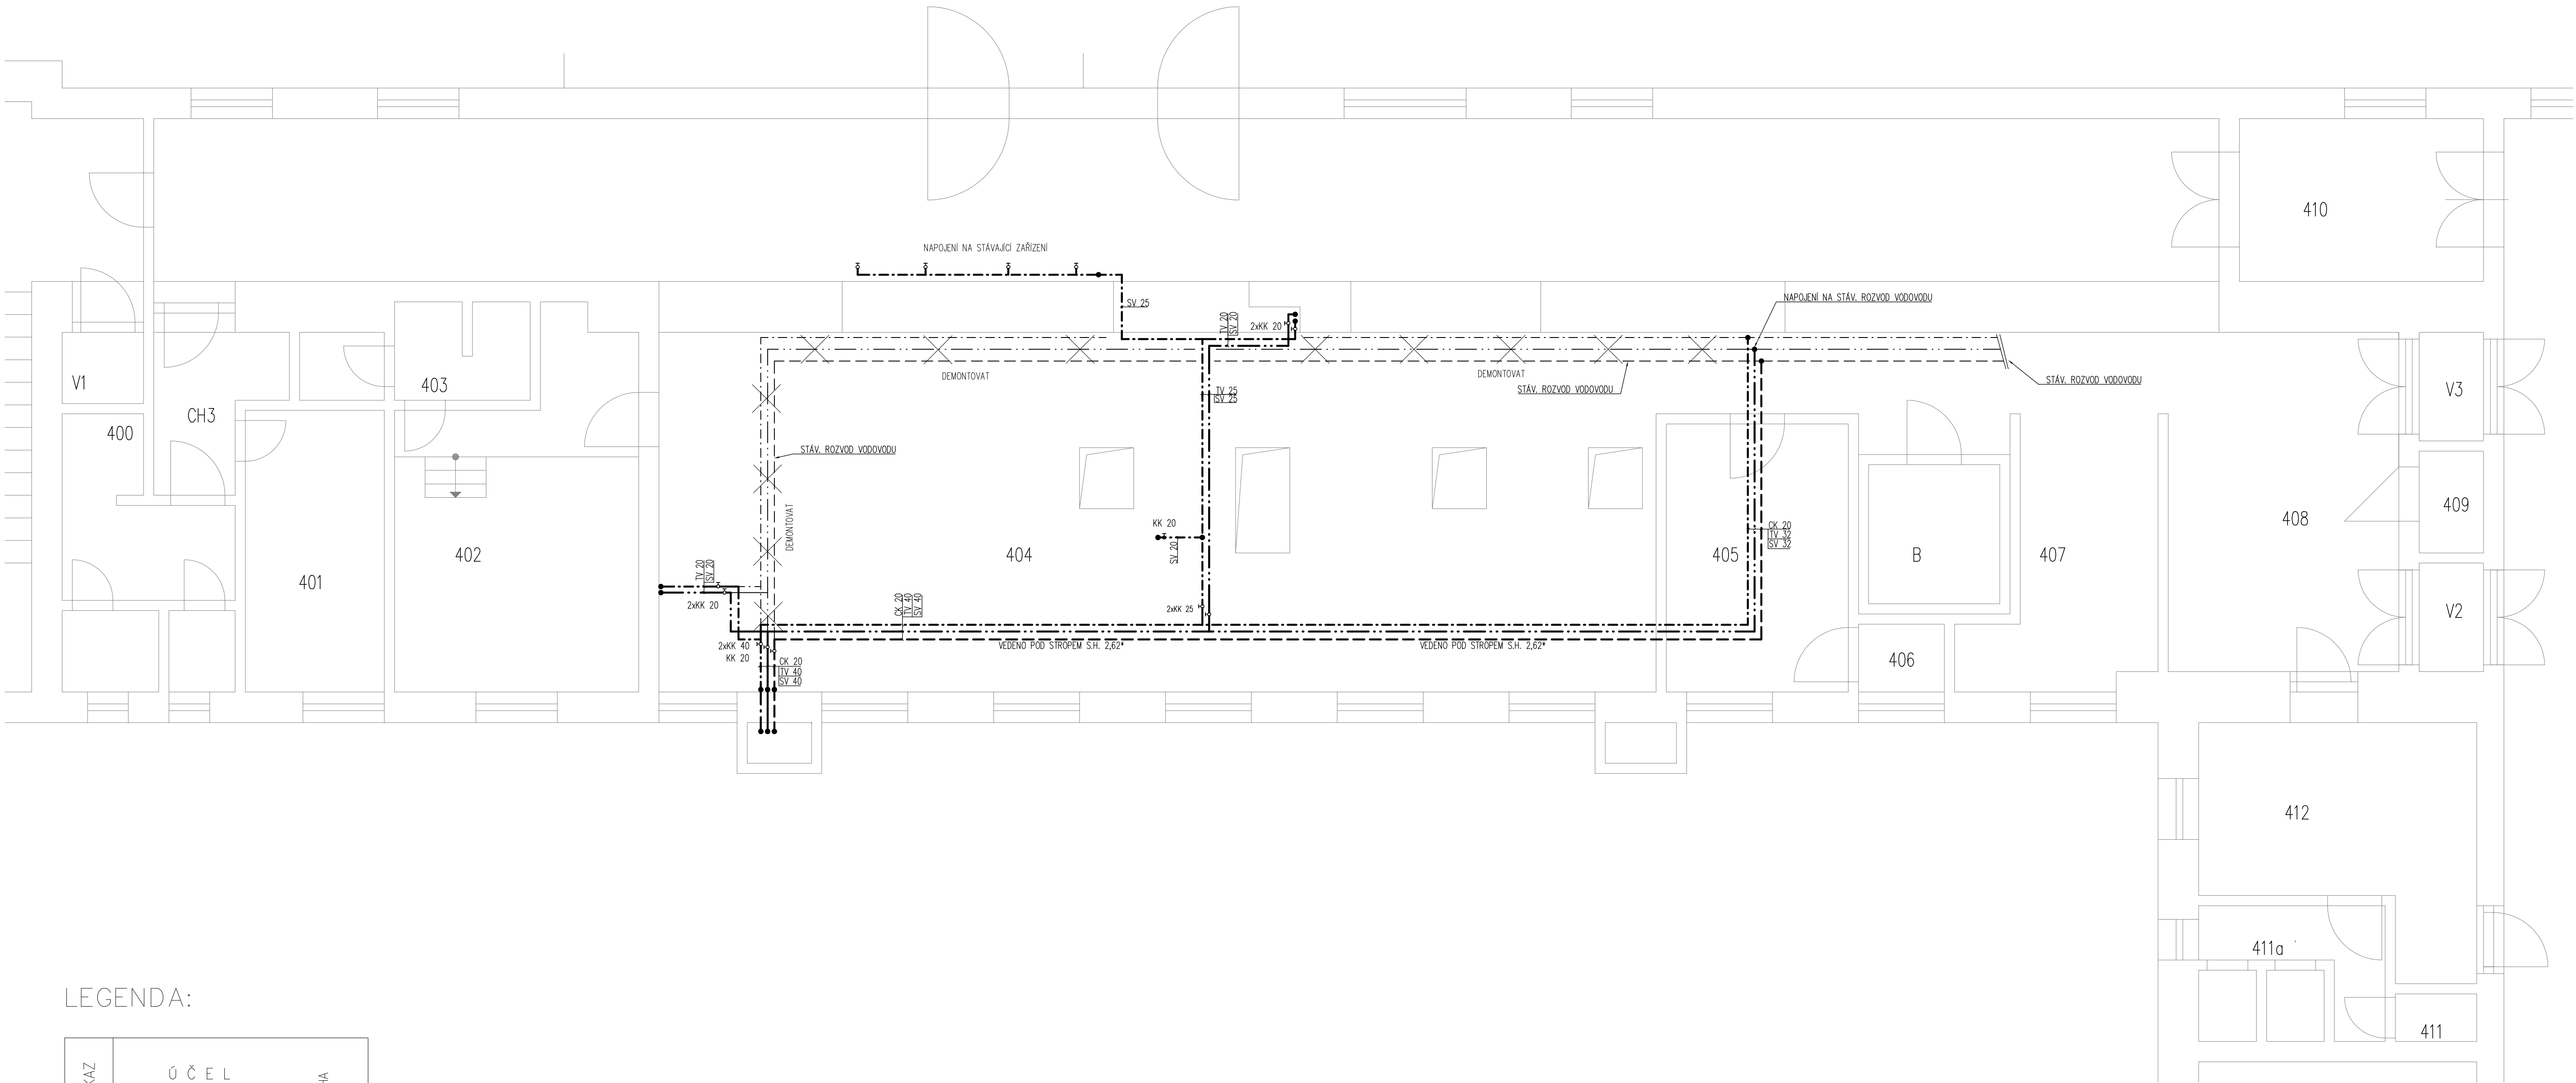 410
NAPOJENÍ NA STÁVAJÍCÍ ZAŘÍZENÍ
NAPOJENÍ NA STÁV. ROZVOD VODOVODU
SV 25
TV 20
SV 20
2xKK 20
DEMONTOVAT
DEMONTOVAT
STÁV. ROZVOD VODOVODU
STÁV. ROZVOD VODOVODU
V1
403
V3
CH3
400
TV 25
SV 25
STÁV. ROZVOD VODOVODU
DEMONTOVAT
409
408
KK 20
SV 20
CK 20
TV 32
SV 32
401
402
404
405
B
407
TV 20
SV 20
2xKK 20
CK 20
TV 40
SV 40
2xKK 25
V2
2xKK 40
KK 20
VEDENO POD STROPEM S.H. 2,62*
VEDENO POD STROPEM S.H. 2,62*
CK 20
TV 40
SV 40
406
412
411a
411
LEGENDA:
ÚČEL